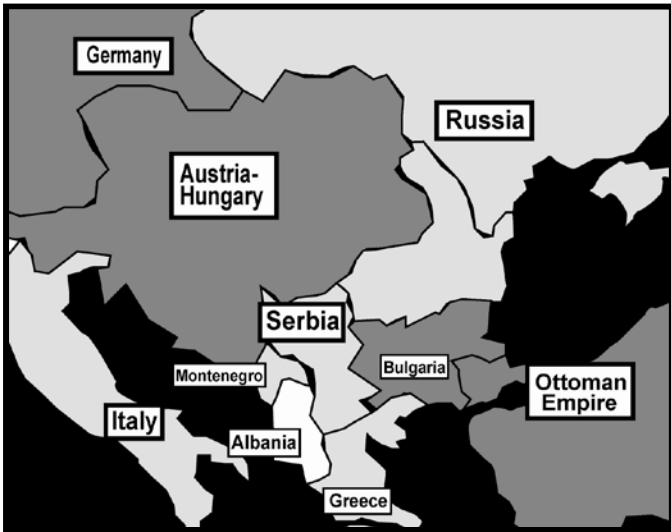 Germany
Russia
Austria-
Hungary
Serbia
Bulgaria
Montenegro
Ottoman
Empire
Italy
Albania
Greece